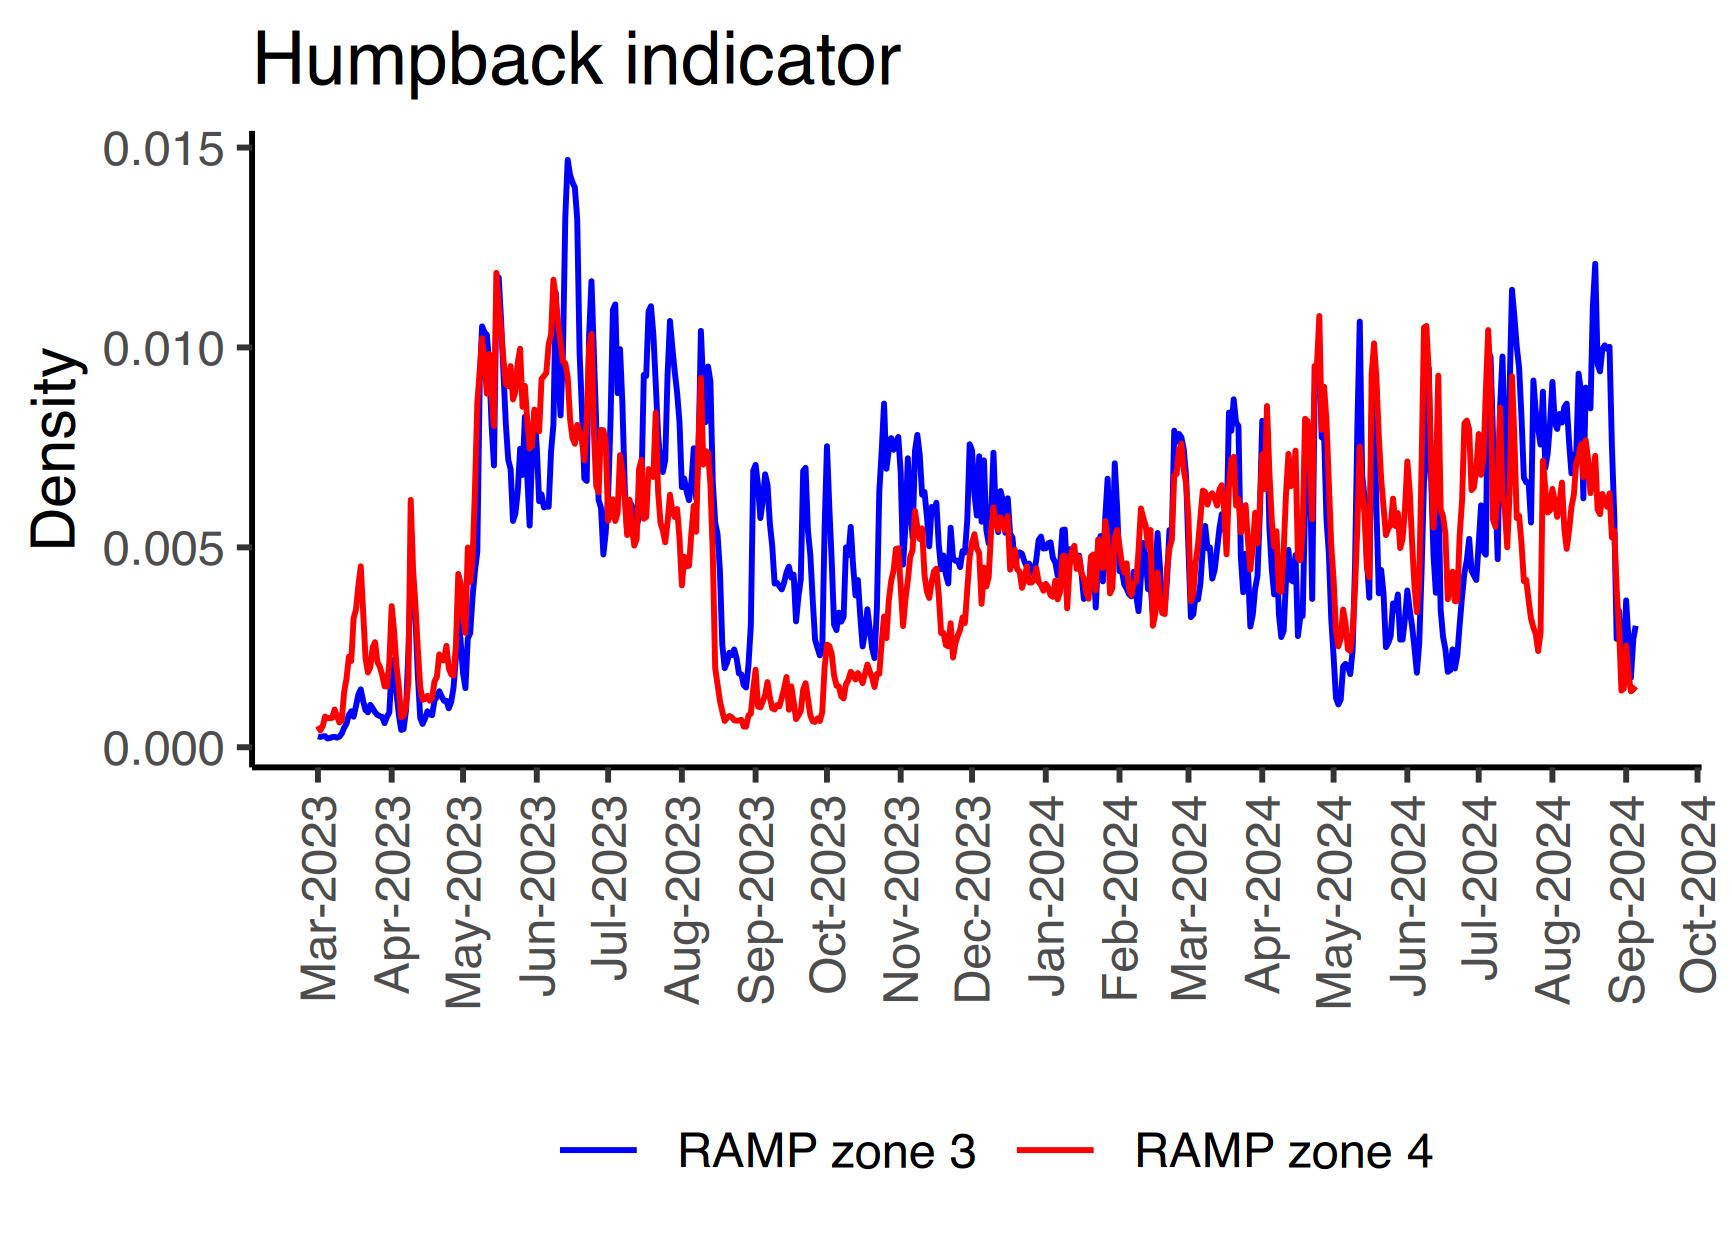 Humpback indicator
Density
0.015
0.010
0.005
0.000
Mar-2023
Apr-2023
May-2023
Jun-2023
Jul-2023
Aug-2023
Sep-2023
Oct-2023
Nov-2023
Dec-2023
Jan-2024
Feb-2024
Mar-2024
Apr-2024
May-2024
Jun-2024
Jul-2024
Aug-2024
Sep-2024
Oct-2024
RAMP zone 3 RAMP zone 4